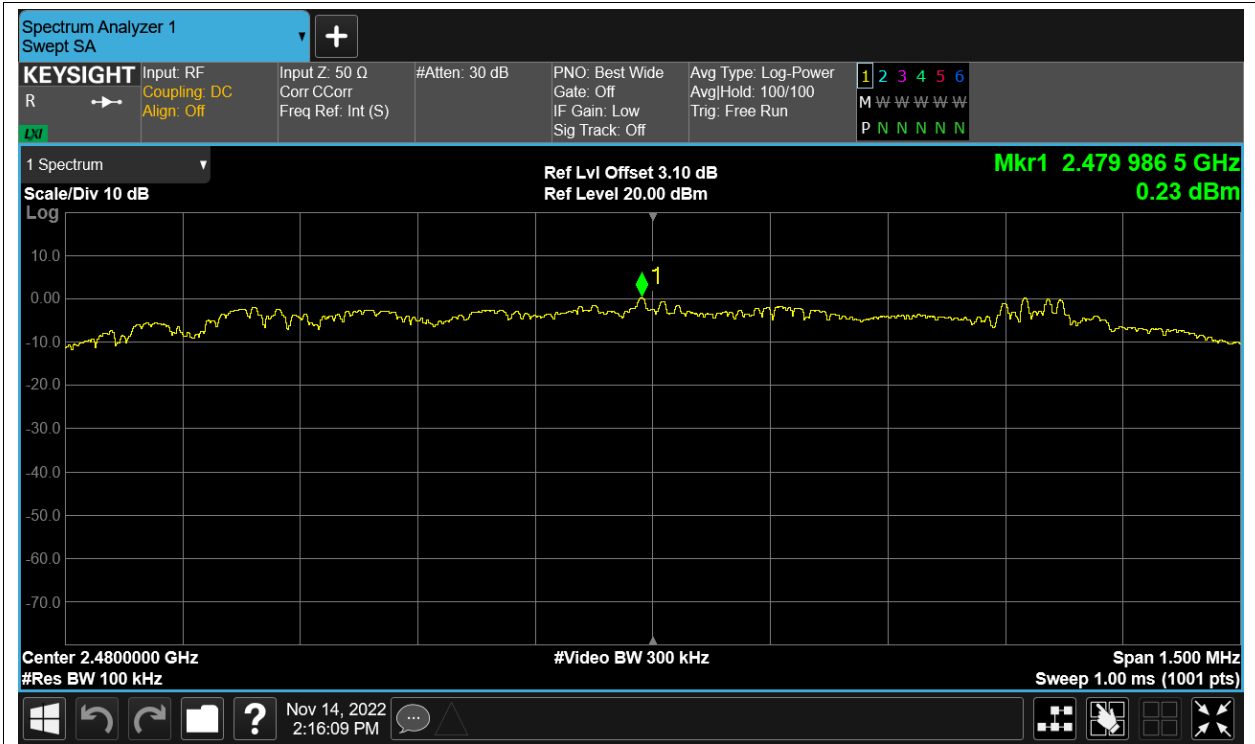 Spectrum Analyzer 1
Swept SA
KEYSIGHT
R
LXI
Input: RF
Coupling: DC
Align: Off
Input Z: 50 Ω
Corr CCorr
Freq Ref: Int (S)
#Atten: 30 dB
PNO: Best Wide
Gate: Off
IF Gain: Low
Sig Track: Off
Avg Type: Log-Power
Avg|Hold: 100/100
Trig: Free Run
1 2 3 4 5 6
M W W W W W
P N N N N N
1 Spectrum
Scale/Div 10 dB
Log
Ref Lvl Offset 3.10 dB
Ref Level 20.00 dBm
Mkr1 2.479 986 5 GHz
0.23 dBm
1
10.0
0.00
-10.0
-20.0
-30.0
-40.0
-50.0
-60.0
-70.0
Center 2.4800000 GHz
#Res BW 100 kHz
#Video BW 300 kHz
Span 1.500 MHz
Sweep 1.00 ms (1001 pts)
?
Nov 14, 2022
2:16:09 PM